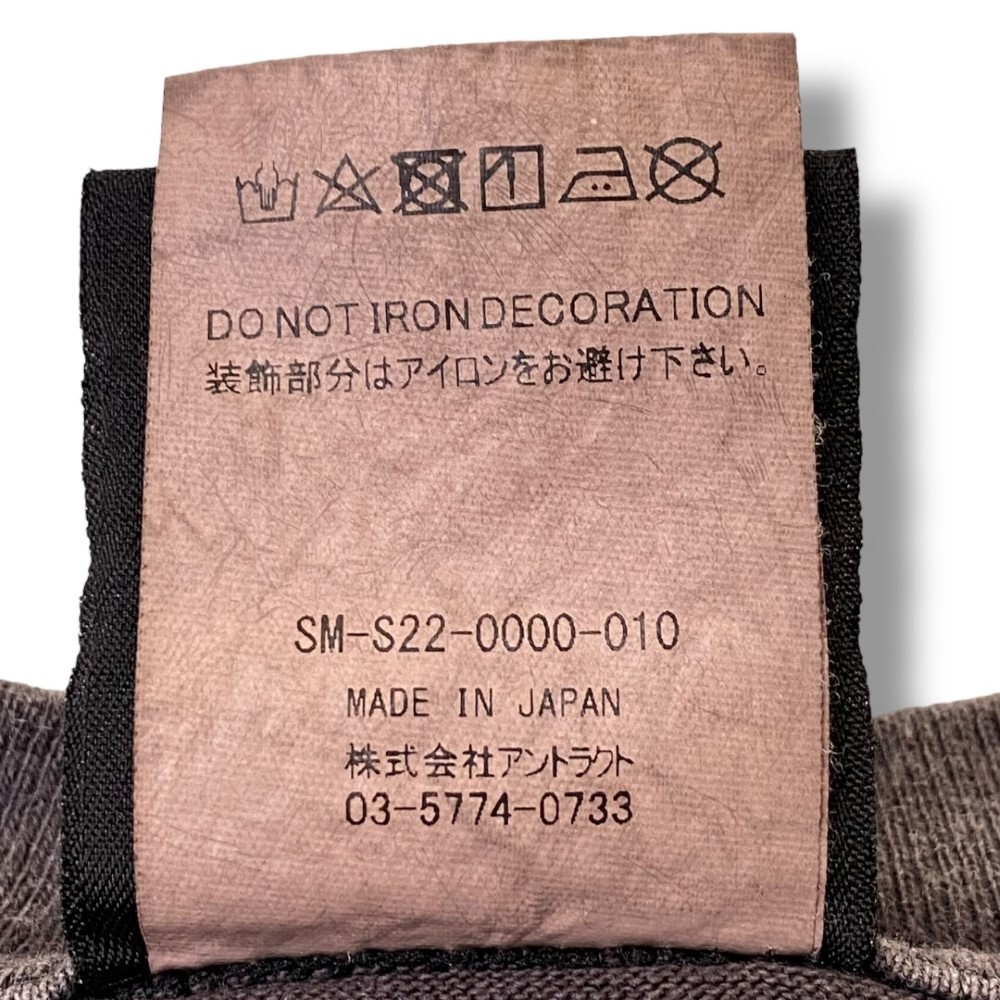 DO NOT IRON DECORATION
装飾部分はアイロンをお避け下さい。
SM-S22-0000-010
MADE IN JAPAN
株式会社アントラクト
03-5774-0733